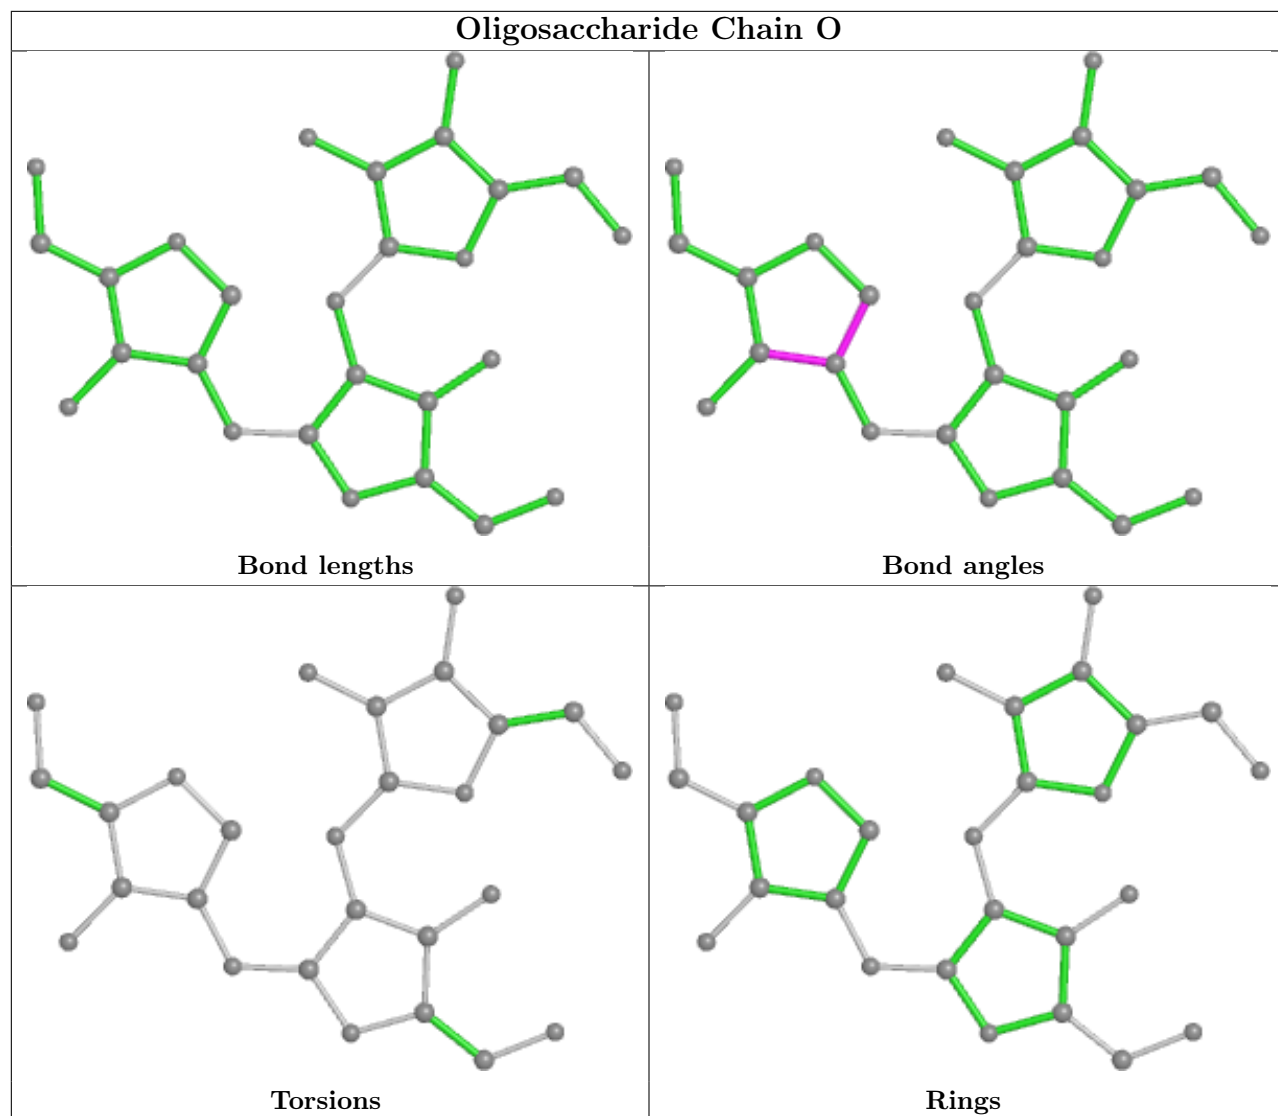 Oligosaccharide Chain O
Bond lengths
Bond angles
Torsions
Rings